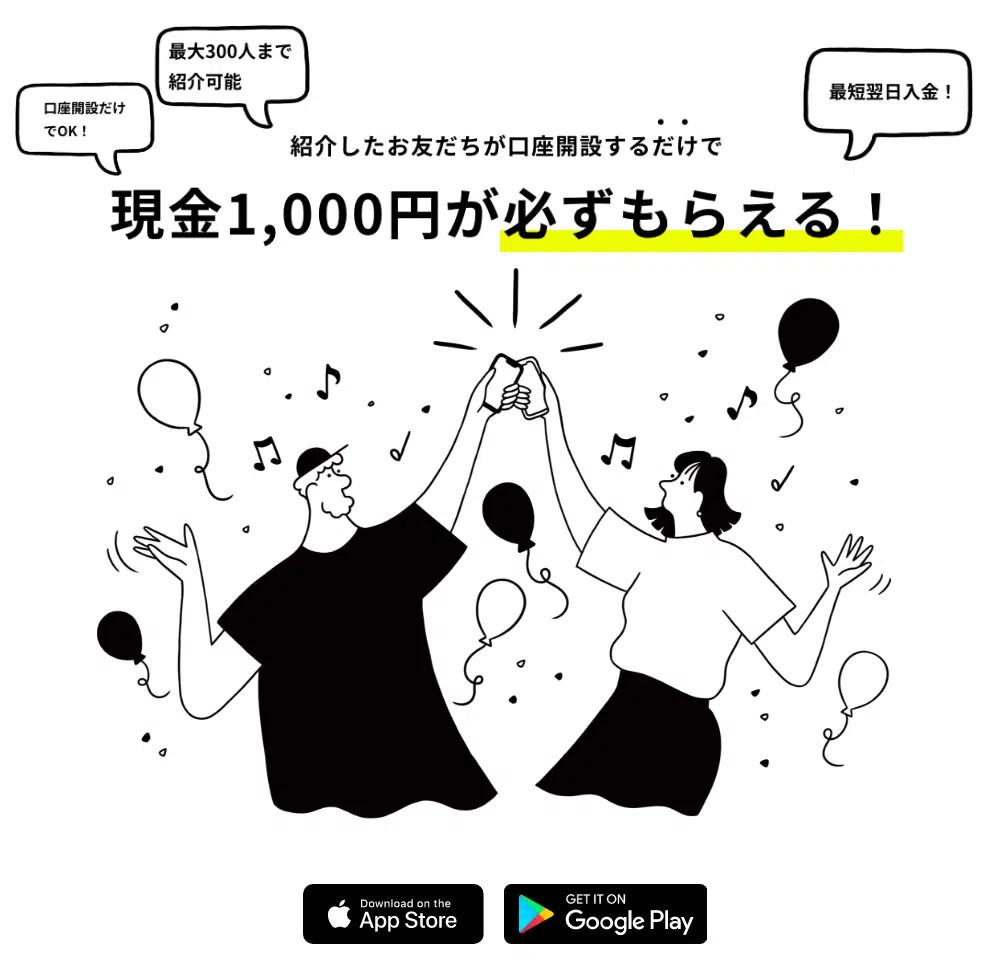 最大300人まで
紹介可能
口座開設だけ
でOK！
最短翌日入金！
紹介したお友だちが口座開設するだけで
現金1,000円が必ずもらえる！
Download on the
App Store
GET IT ON
Google Play